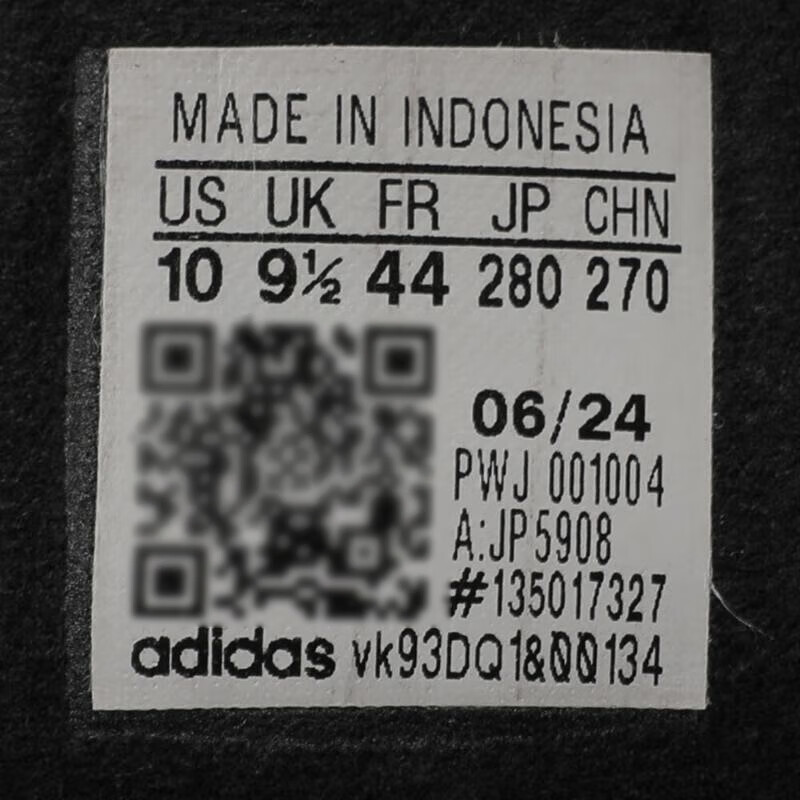 MADE IN INDONESIA
US UK FR JP CHN
10 9½ 44 280 270
06/24
PWJ 001004
A:JP5908
#135017327
adidas vk93DQ1&00134